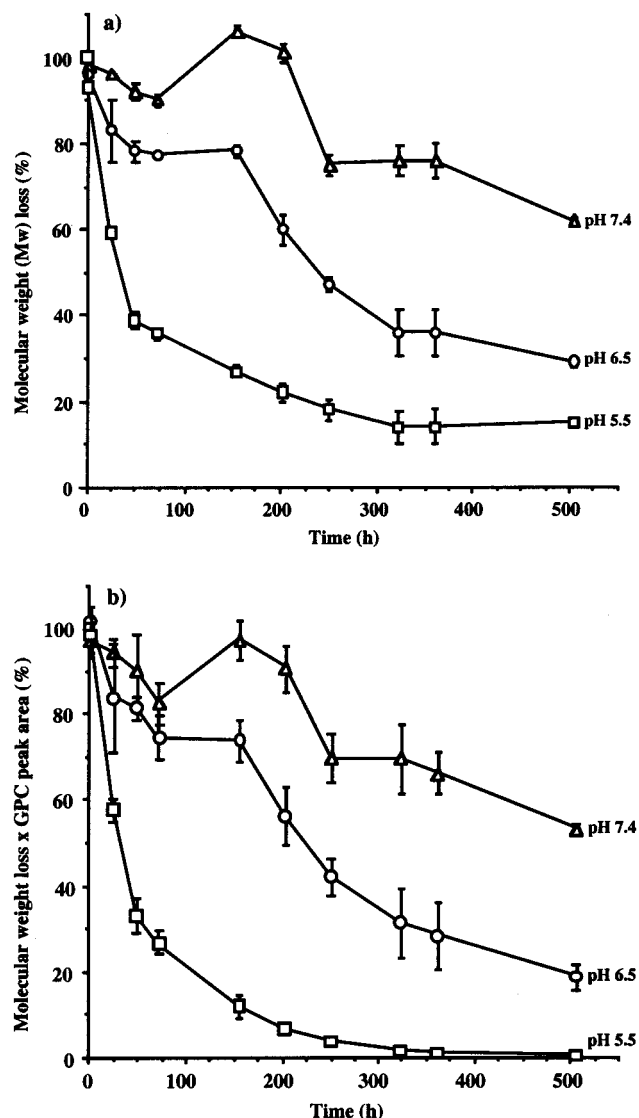 a)
Molecular weight (Mw) loss (%)
100
80
60
40
20
0
pH 7.4
pH 6.5
pH 5.5
0 100 200 300 400 500
Time (h)
b)
Molecular weight loss x GPC peak area (%)
100
80
60
40
20
0
pH 7.4
pH 6.5
pH 5.5
0 100 200 300 400 500
Time (h)